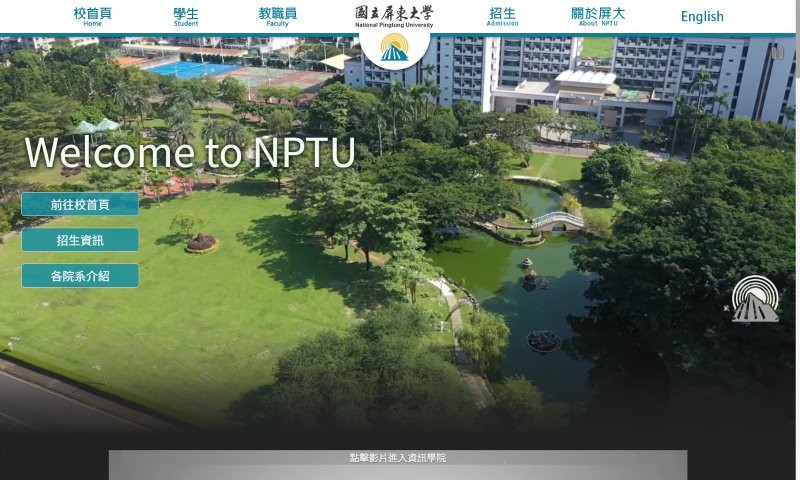 校首頁
Home
學生
Student
教職員
Faculty
國立屏東大學
National Pingtung University
招生
Admission
關於屏大
About NPTU
English
Welcome to NPTU
前往校首頁
招生資訊
各院系介紹
點擊影片進入資訊學院